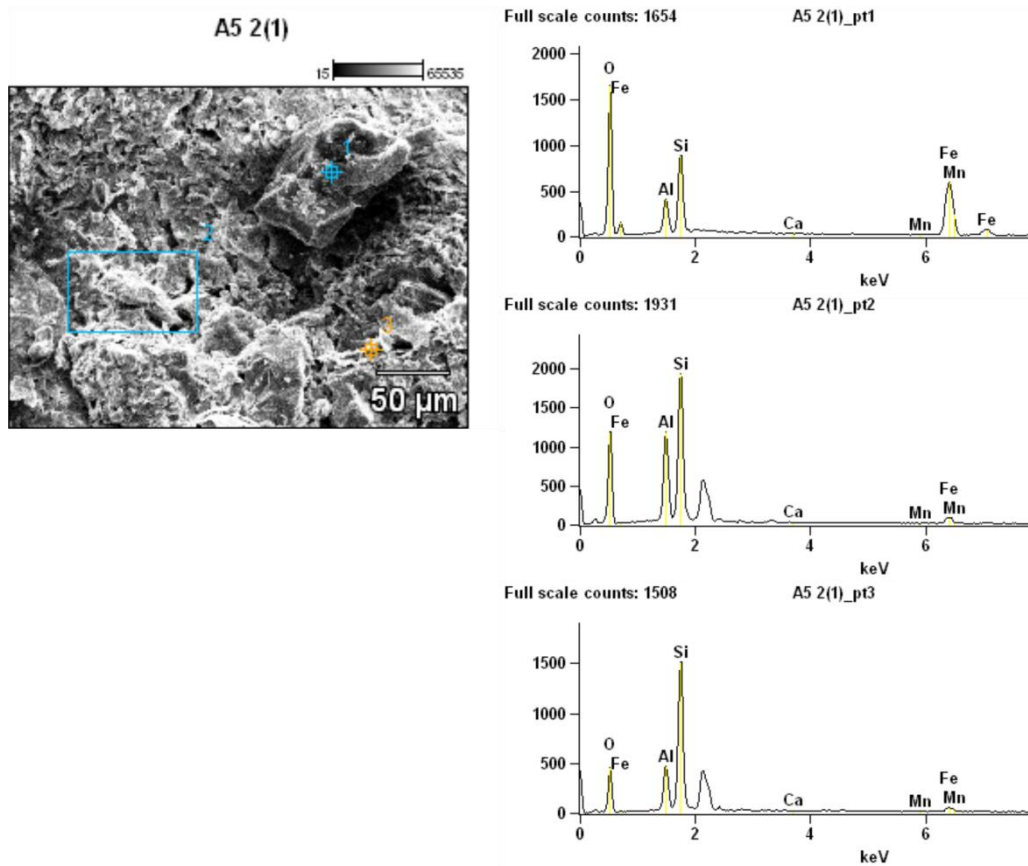 A5 2(1)
15 65535
1
2
3
50 μm
Full scale counts: 1654 A5 2(1)_pt1
2000
1500
1000
500
0
O
Fe
Al
Si
Ca
Mn
Fe
Mn
Fe
0 2 4 6
keV
Full scale counts: 1931 A5 2(1)_pt2
2000
1500
1000
500
0
O
Fe
Al
Si
Ca
Mn
Fe
Mn
0 2 4 6
keV
Full scale counts: 1508 A5 2(1)_pt3
1500
1000
500
0
O
Fe
Al
Si
Ca
Mn
Fe
Mn
0 2 4 6
keV